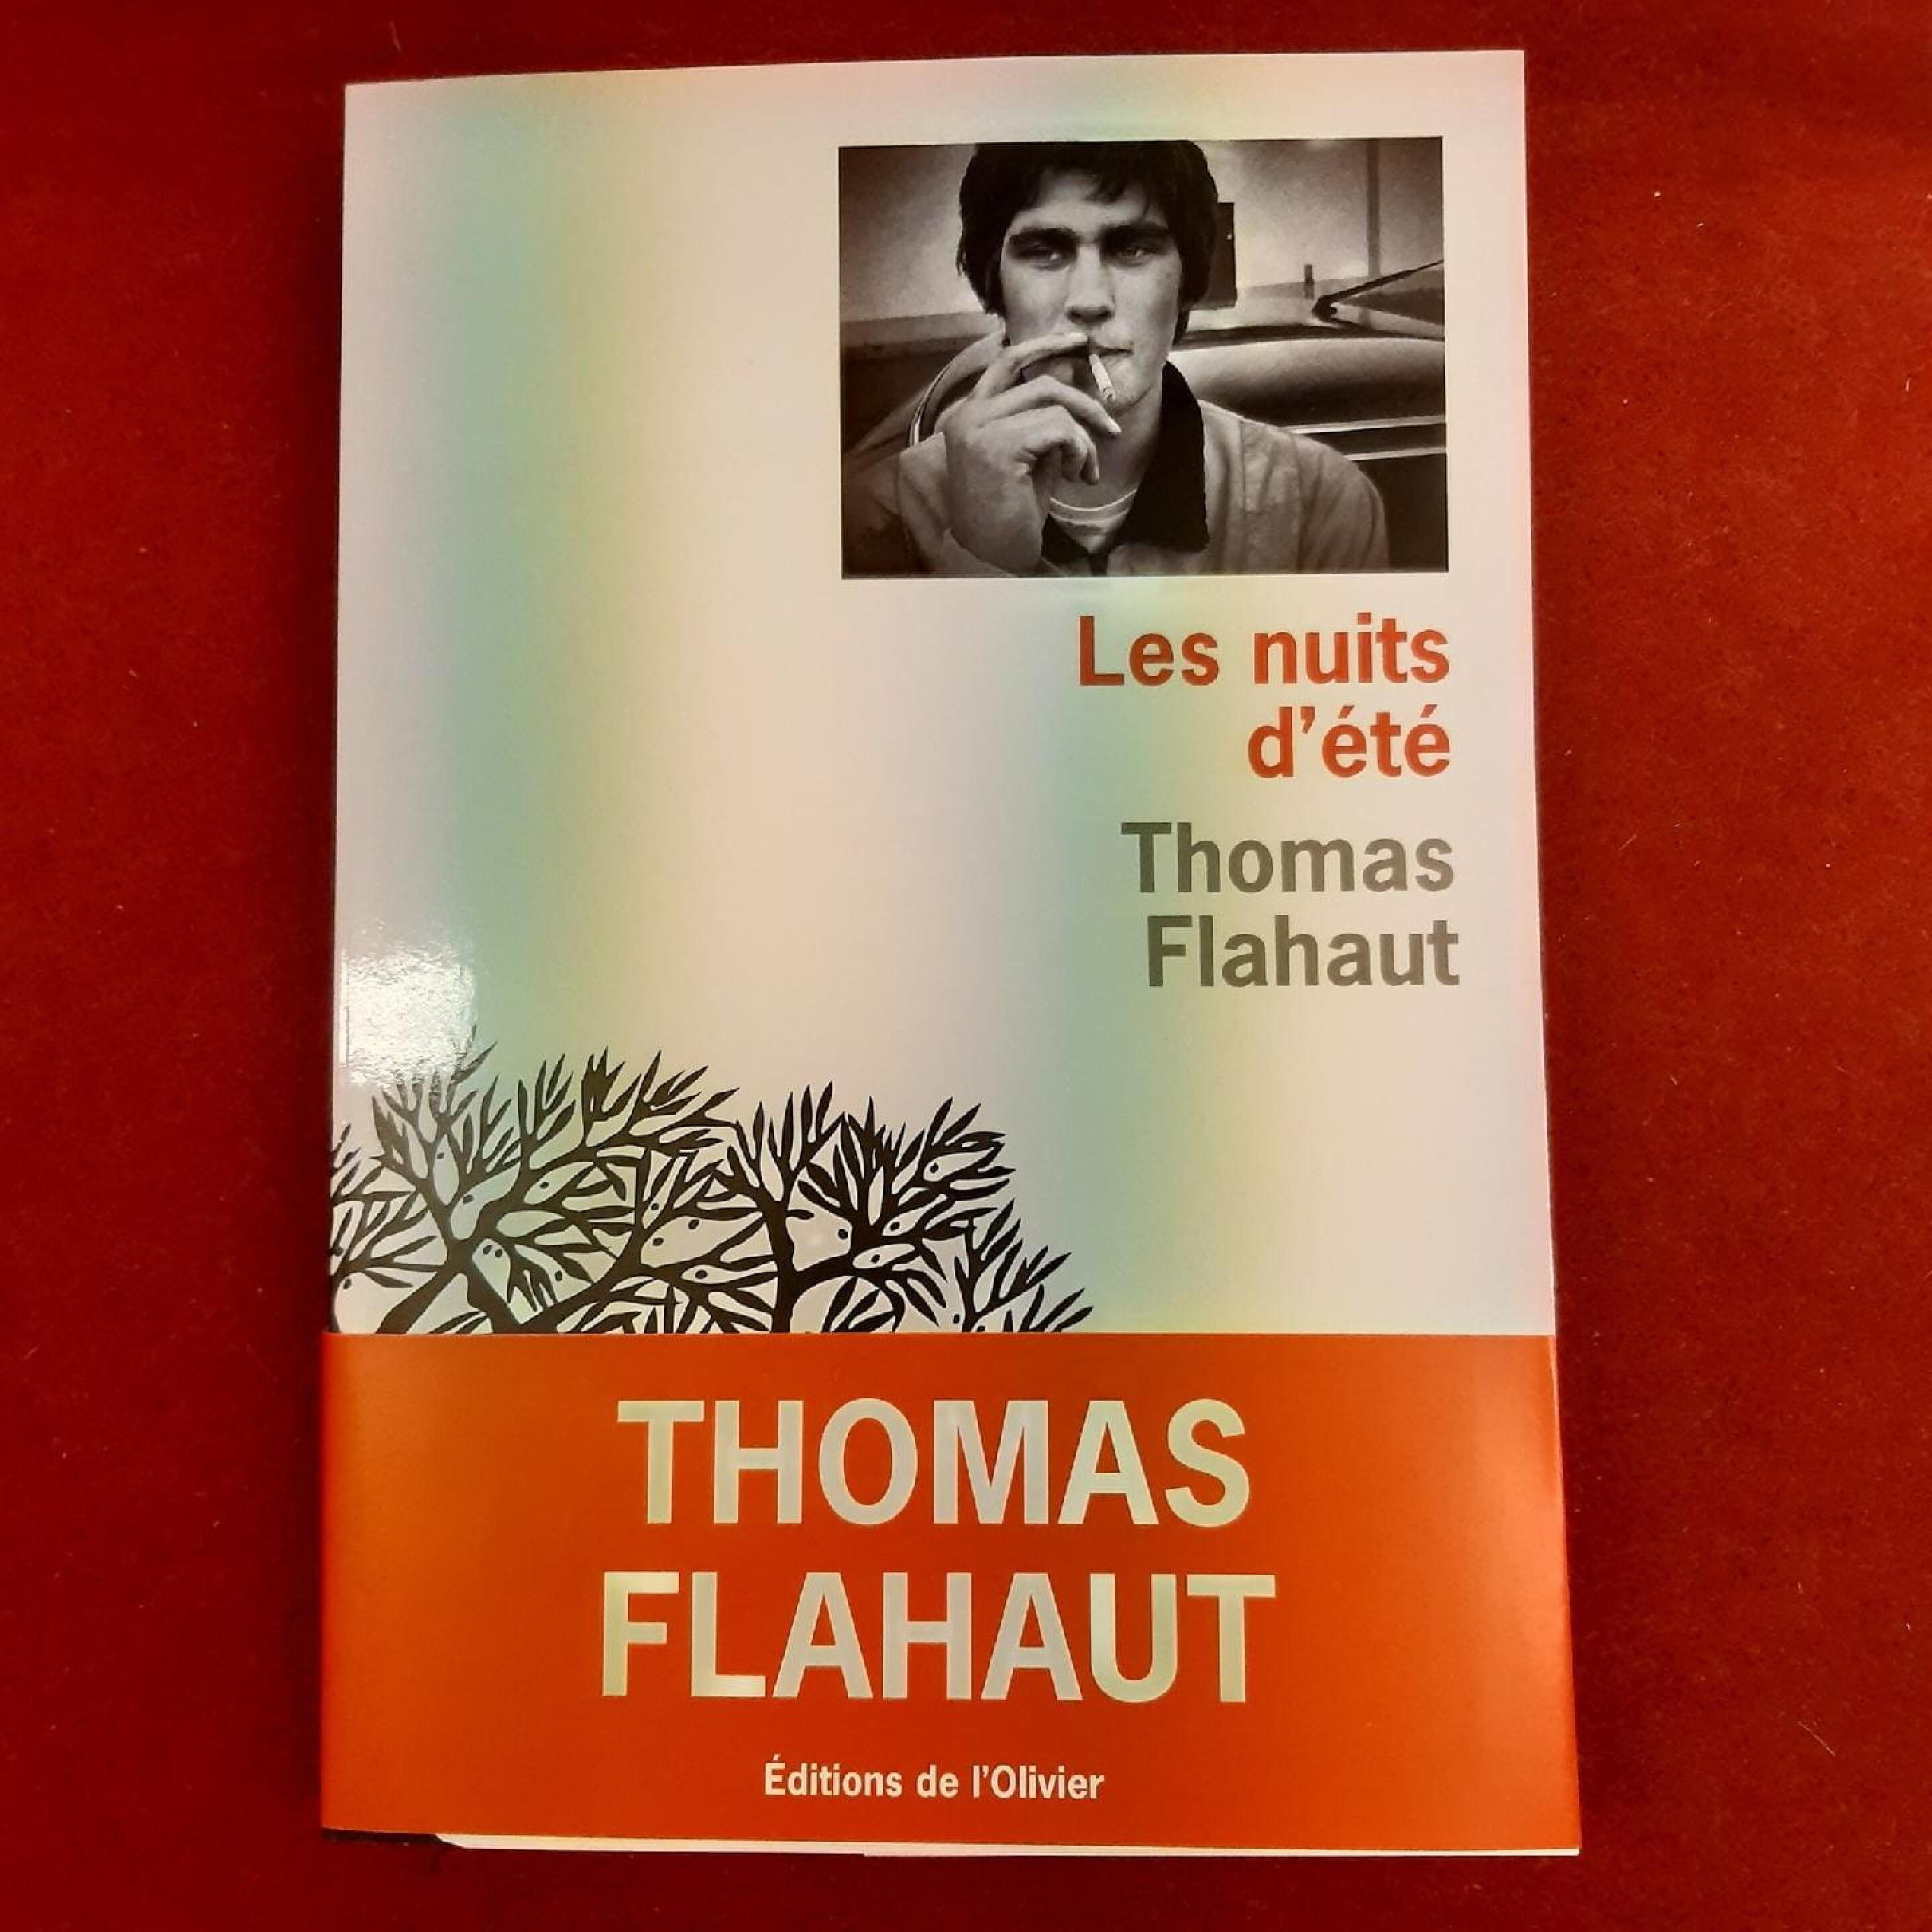 Les nuits
d'été
Thomas
Flahaut
THOMAS
FLAHAUT
Éditions de l'Olivier